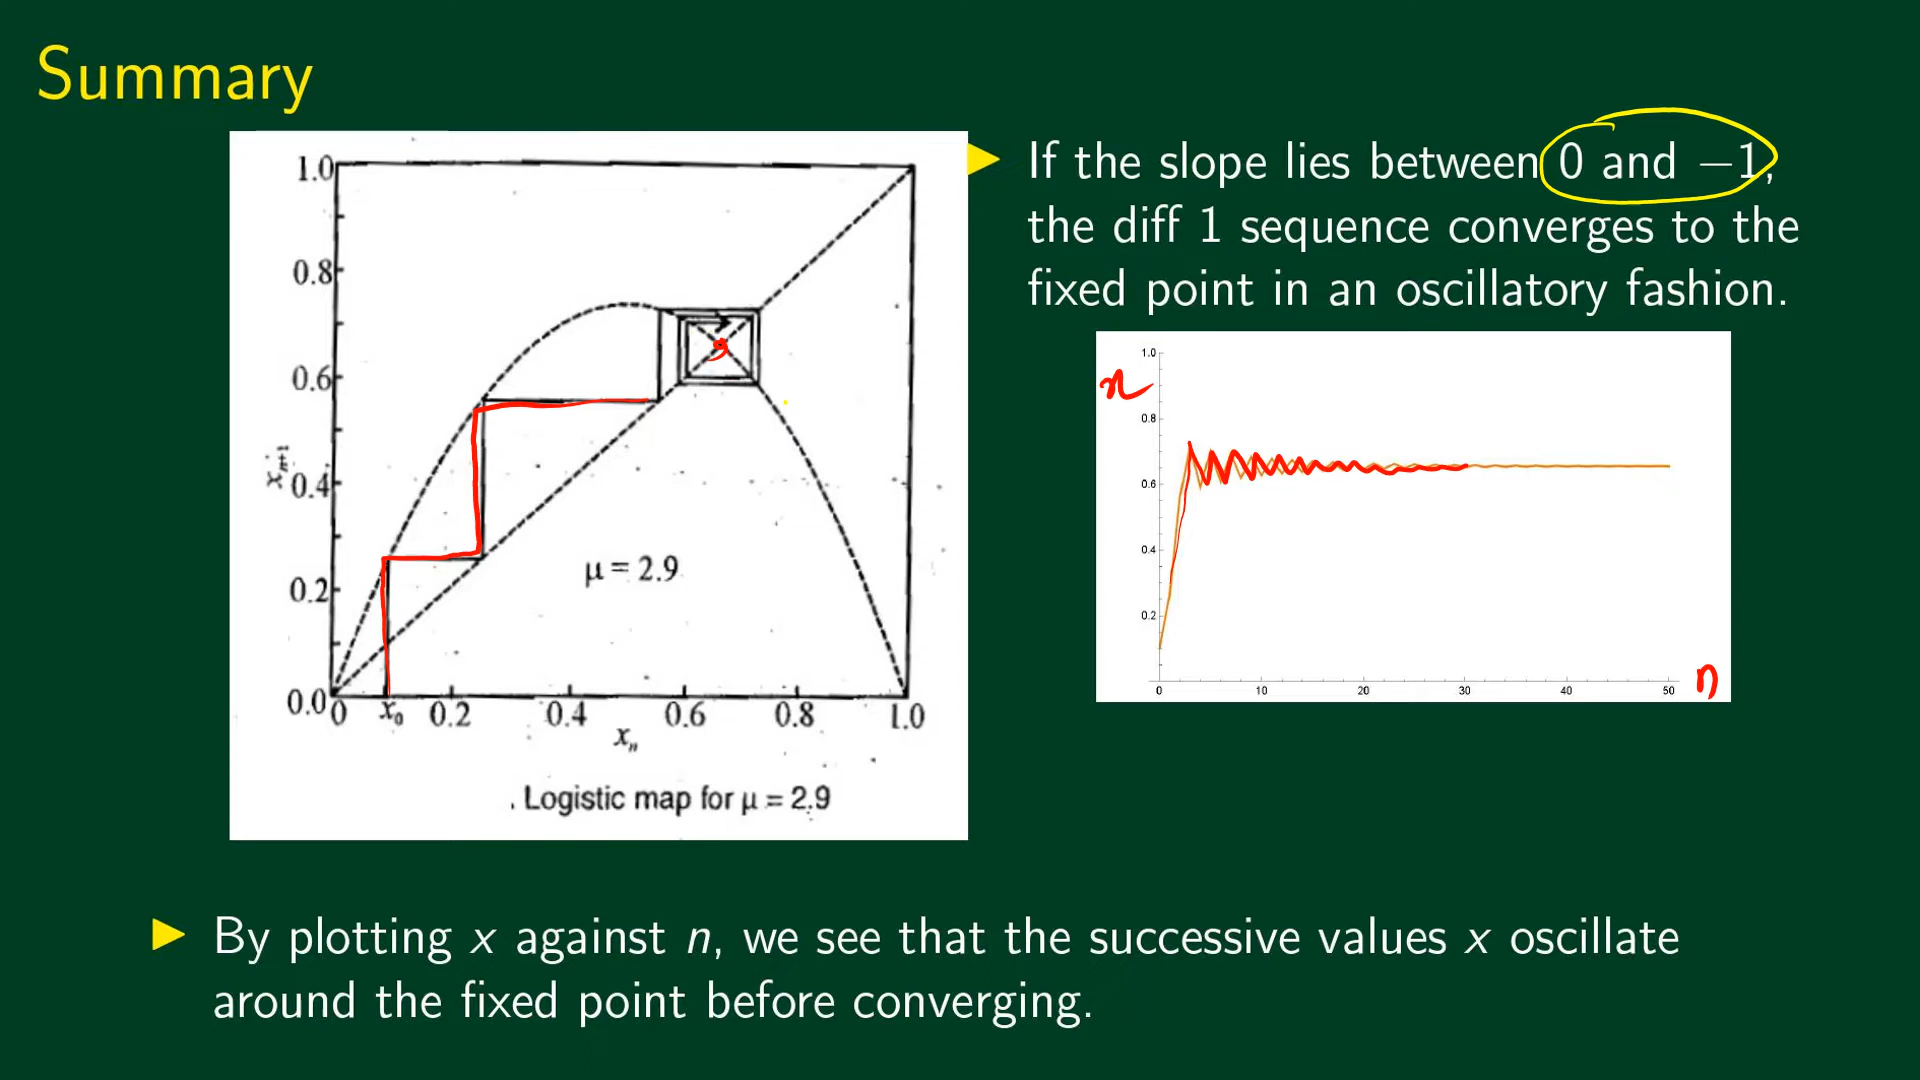 Summary
If the slope lies between 0 and −1,
the diff 1 sequence converges to the
fixed point in an oscillatory fashion.
1.0
0.8
0.6
0.4
0.2
0.0
x_{n+1}
μ = 2.9
0 x₀ 0.2 0.4 0.6 0.8 1.0
xₙ
. Logistic map for μ = 2.9
x
1.0
0.8
0.6
0.4
0.2
0 10 20 30 40 50
n
By plotting x against n, we see that the successive values x oscillate
around the fixed point before converging.